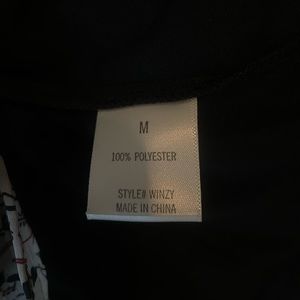 M
100% POLYESTER
STYLE# WINZY
MADE IN CHINA